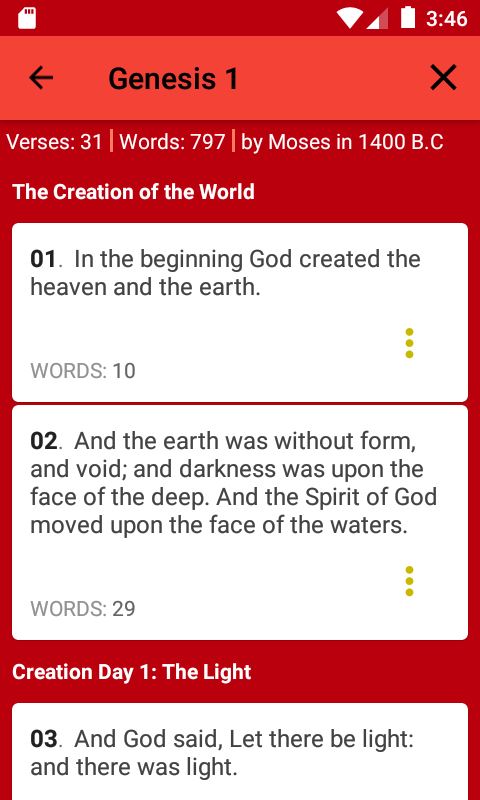 3:46
Genesis 1
Verses: 31 | Words: 797 | by Moses in 1400 B.C
The Creation of the World
01. In the beginning God created the
heaven and the earth.
WORDS: 10
02. And the earth was without form,
and void; and darkness was upon the
face of the deep. And the Spirit of God
moved upon the face of the waters.
WORDS: 29
Creation Day 1: The Light
03. And God said, Let there be light:
and there was light.